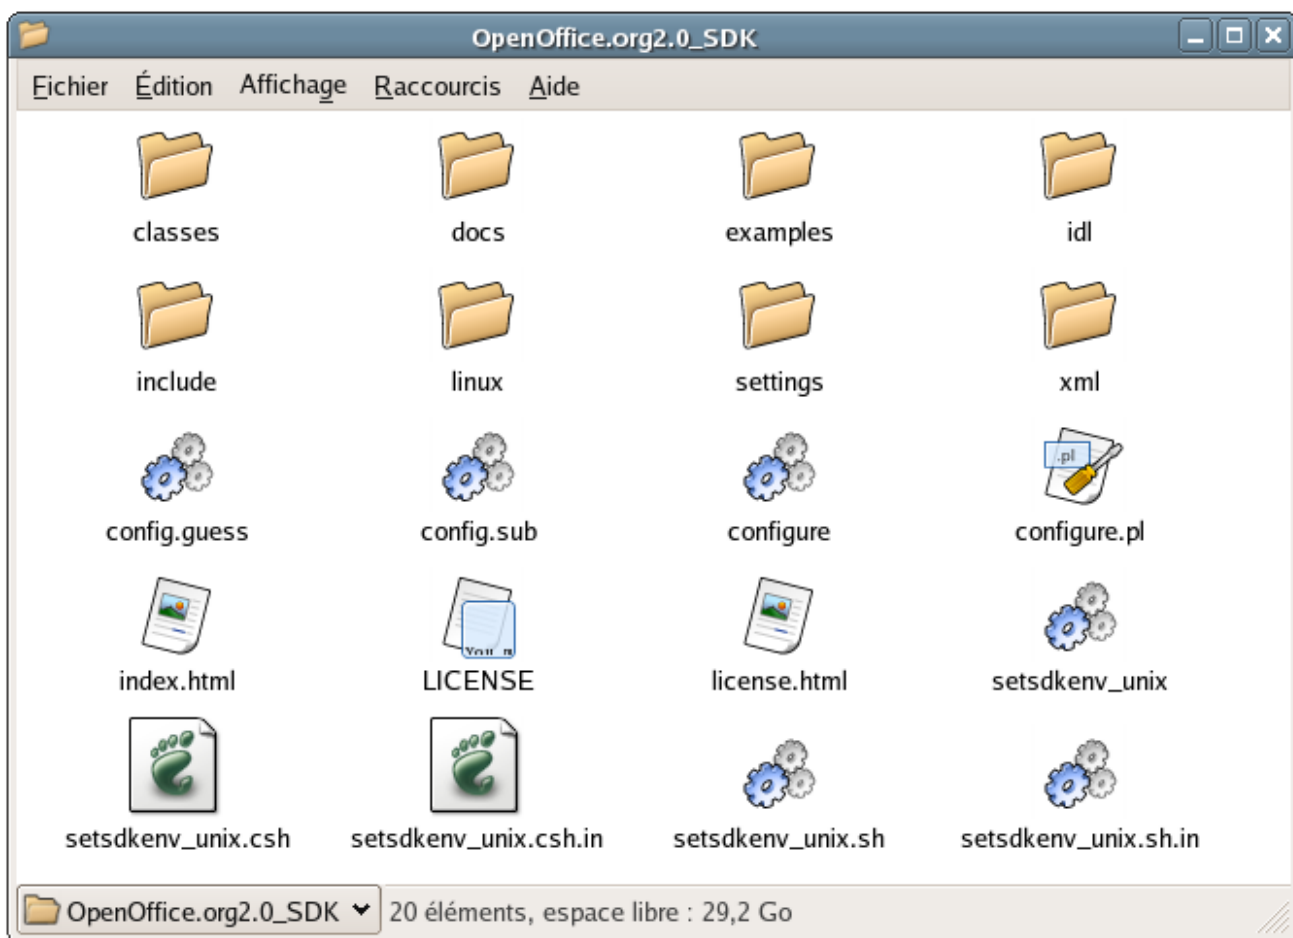 OpenOffice.org2.0_SDK
Fichier Édition Affichage Raccourcis Aide
classes docs examples idl
include linux settings xml
.pl
config.guess config.sub configure configure.pl
You
index.html LICENSE license.html setsdkenv_unix
setsdkenv_unix.csh setsdkenv_unix.csh.in setsdkenv_unix.sh setsdkenv_unix.sh.in
OpenOffice.org2.0_SDK 20 éléments, espace libre : 29,2 Go